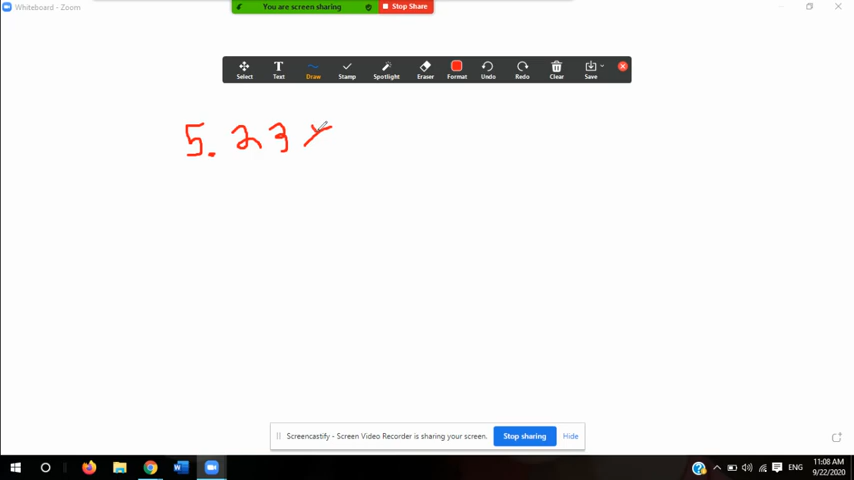 Whiteboard - Zoom
You are screen sharing
Stop Share
Select
Text
Draw
Stamp
Spotlight
Eraser
Format
Undo
Redo
Clear
Save
5. 23
Screencastify - Screen Video Recorder is sharing your screen.
Stop sharing
Hide
ENG
11:08 AM
9/22/2020